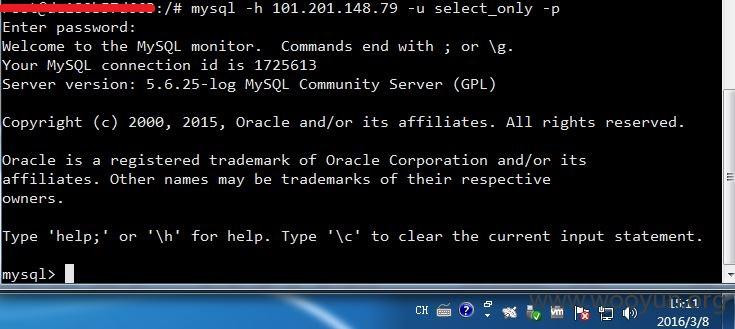 :/# mysql -h 101.201.148.79 -u select_only -p
Enter password:
Welcome to the MySQL monitor.  Commands end with ; or \g.
Your MySQL connection id is 1725613
Server version: 5.6.25-log MySQL Community Server (GPL)
Copyright (c) 2000, 2015, Oracle and/or its affiliates. All rights reserved.
Oracle is a registered trademark of Oracle Corporation and/or its
affiliates. Other names may be trademarks of their respective
owners.
Type 'help;' or '\h' for help. Type '\c' to clear the current input statement.
mysql>
CH
15:11
2016/3/8
www.wooyun.org